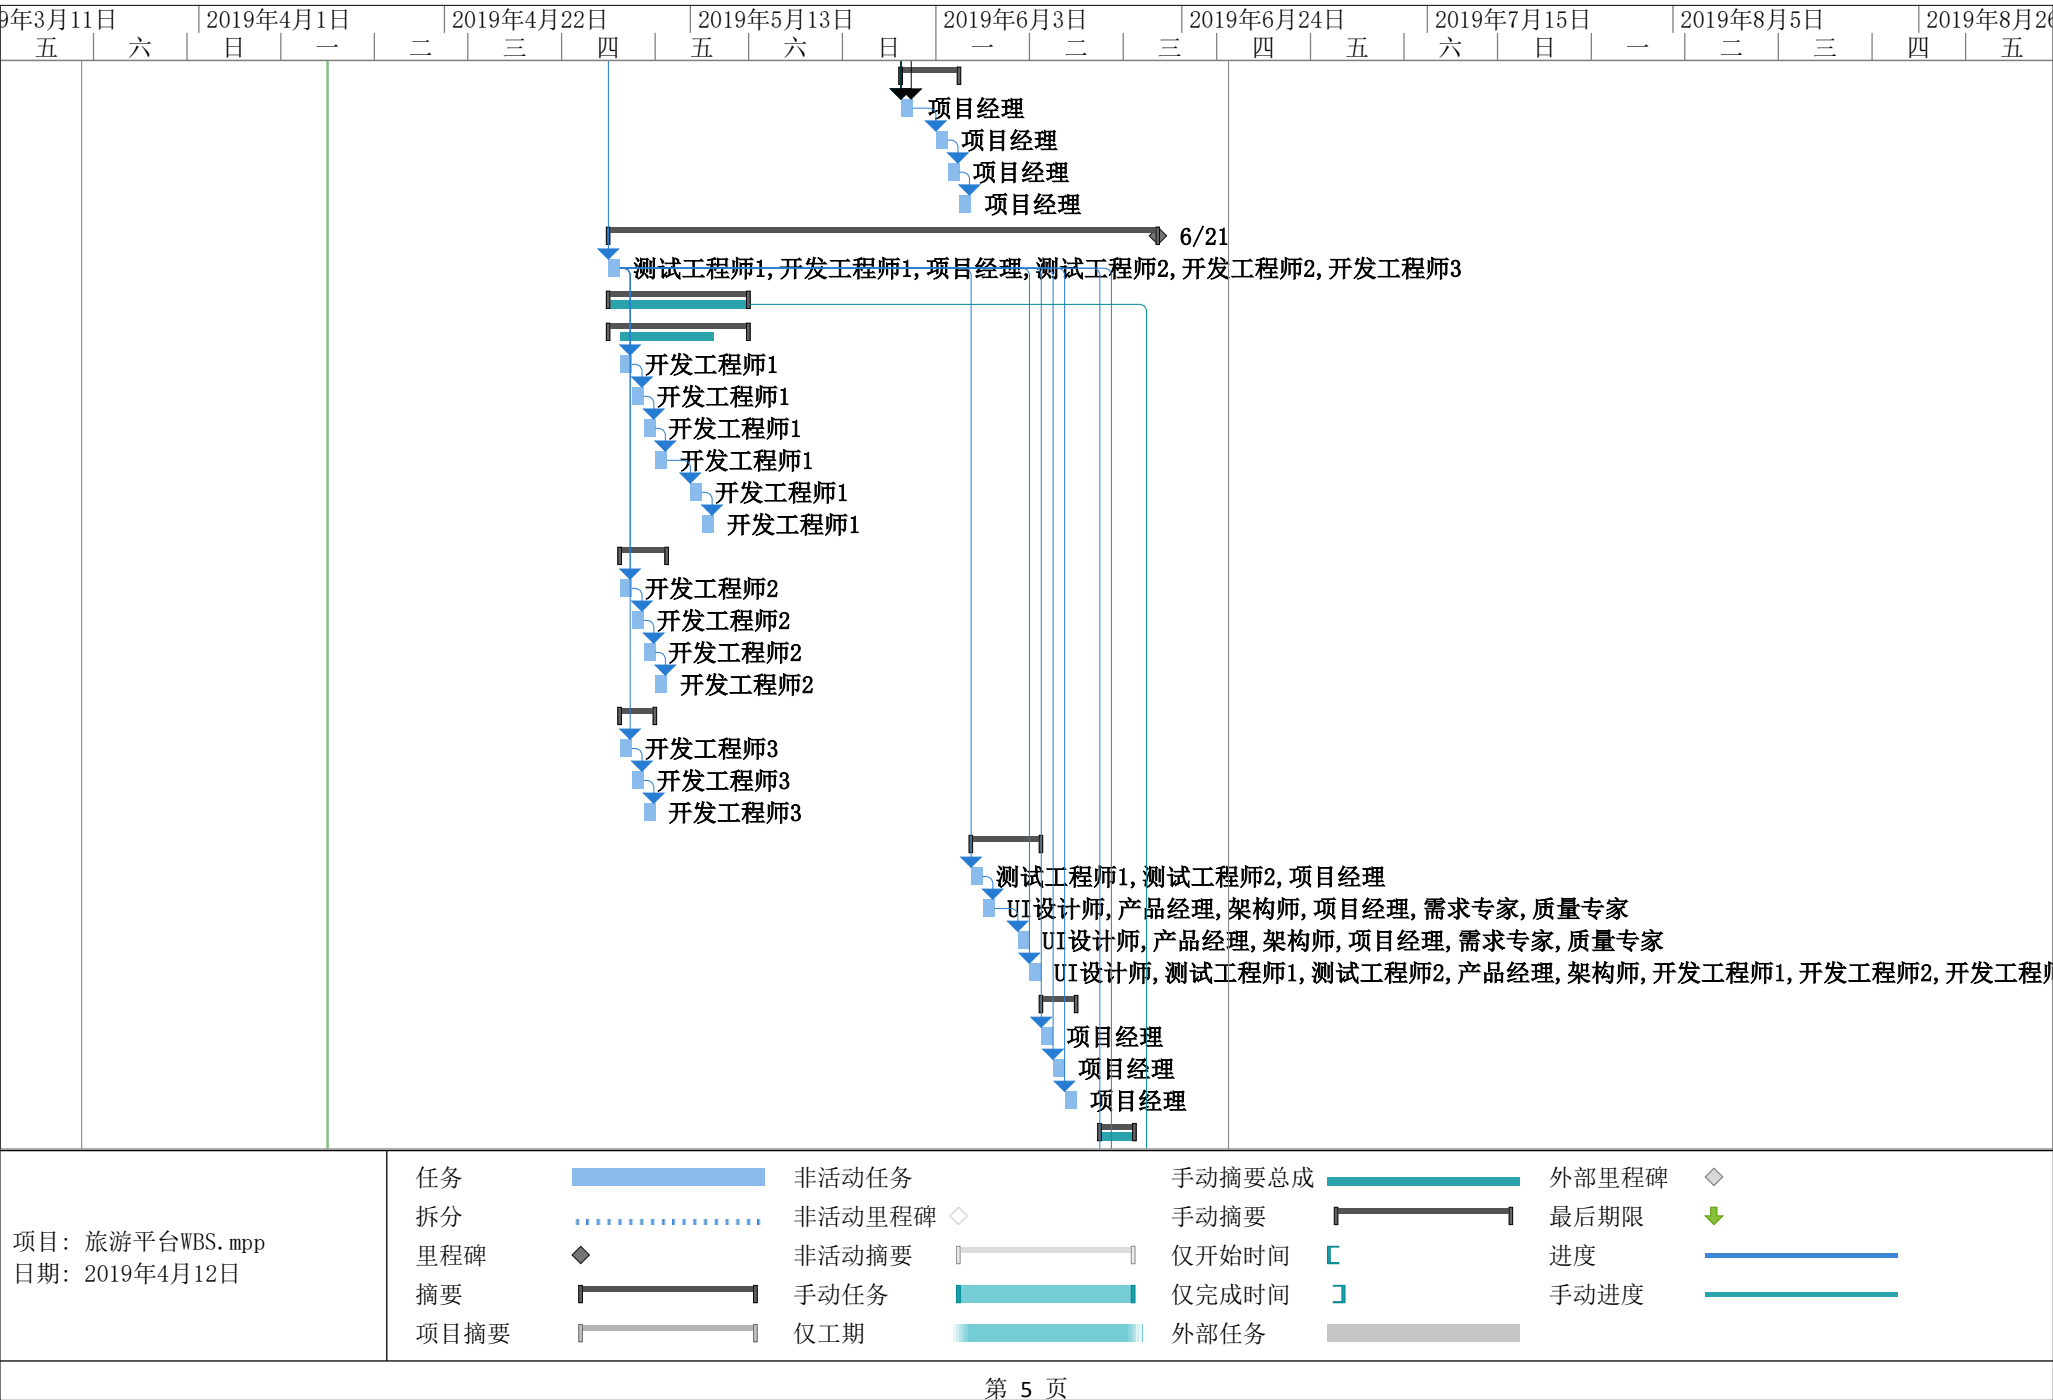 9年3月11日 2019年4月1日 2019年4月22日 2019年5月13日 2019年6月3日 2019年6月24日 2019年7月15日 2019年8月5日 2019年8月26
五 六 日 一 二 三 四 五 六 日 一 二 三 四 五 六 日 一 二 三 四 五
项目经理
项目经理
项目经理
项目经理
6/21
测试工程师1,开发工程师1,项目经理,测试工程师2,开发工程师2,开发工程师3
开发工程师1
开发工程师1
开发工程师1
开发工程师1
开发工程师1
开发工程师1
开发工程师2
开发工程师2
开发工程师2
开发工程师2
开发工程师3
开发工程师3
开发工程师3
测试工程师1,测试工程师2,项目经理
UI设计师,产品经理,架构师,项目经理,需求专家,质量专家
UI设计师,产品经理,架构师,项目经理,需求专家,质量专家
UI设计师,测试工程师1,测试工程师2,产品经理,架构师,开发工程师1,开发工程师2,开发工程师
项目经理
项目经理
项目经理
项目: 旅游平台WBS.mpp
日期: 2019年4月12日
任务 非活动任务 手动摘要总成 外部里程碑
拆分 非活动里程碑 手动摘要 最后期限
里程碑 非活动摘要 仅开始时间 进度
摘要 手动任务 仅完成时间 手动进度
项目摘要 仅工期 外部任务
第 5 页